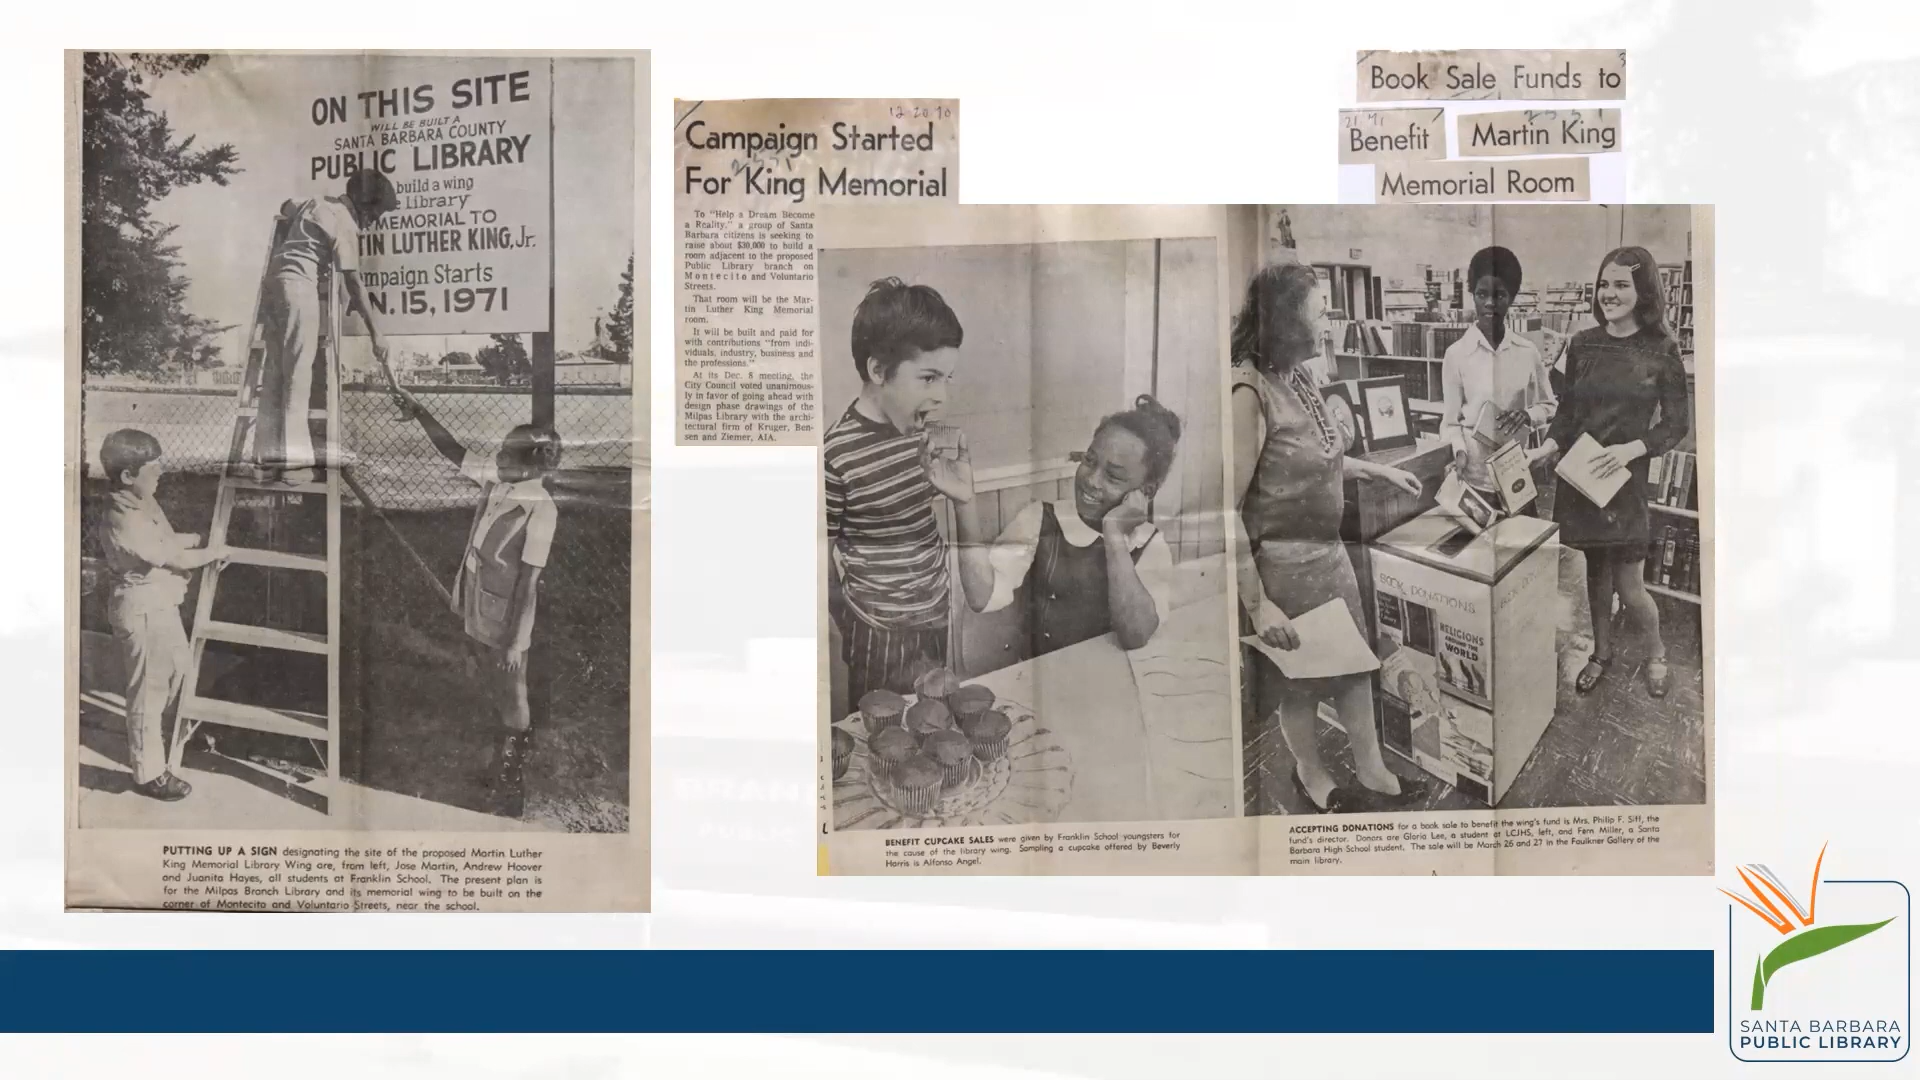 ON THIS SITE
WILL BE BUILT A
SANTA BARBARA COUNTY
PUBLIC LIBRARY
build a wing
Library
MEMORIAL TO
TIN LUTHER KING, Jr.
mpaign Starts
N. 15, 1971
PUTTING UP A SIGN designating the site of the proposed Martin Luther
King Memorial Library Wing are, from left, Jose Martin, Andrew Hoover
and Juanita Hayes, all students at Franklin School. The present plan is
for the Milpas Branch Library and its memorial wing to be built on the
corner of Montecito and Voluntario Streets, near the school.
12 20 70
Campaign Started
For King Memorial
To "Help a Dream Become
a Reality," a group of Santa
Barbara citizens is seeking to
raise about $30,000 to build a
room adjacent to the proposed
Public Library branch on
Montecito and Voluntario
Streets.
That room will be the Mar-
tin Luther King Memorial
room.
It will be built and paid for
with contributions "from indi-
viduals, industry, business and
the professions."
At its Dec. 8 meeting, the
City Council voted unanimous-
ly in favor of going ahead with
design phase drawings of the
Milpas Library with the archi-
tectural firm of Kruger, Ben-
sen and Ziemer, AIA.
Book Sale Funds to
Benefit Martin King
Memorial Room
BOOK DONATIONS
RELIGIONS
AROUND THE
WORLD
BENEFIT CUPCAKE SALES were given by Franklin School youngsters for
the cause of the library wing. Sampling a cupcake offered by Beverly
Harris is Alfonso Angel.
ACCEPTING DONATIONS for a book sale to benefit the wing's fund is Mrs. Philip F. Siff, the
fund's director. Donors are Gloria Lee, a student at LCJHS, left, and Fern Miller, a Santa
Barbara High School student. The sale will be March 26 and 27 in the Faulkner Gallery of the
main library.
SANTA BARBARA
PUBLIC LIBRARY